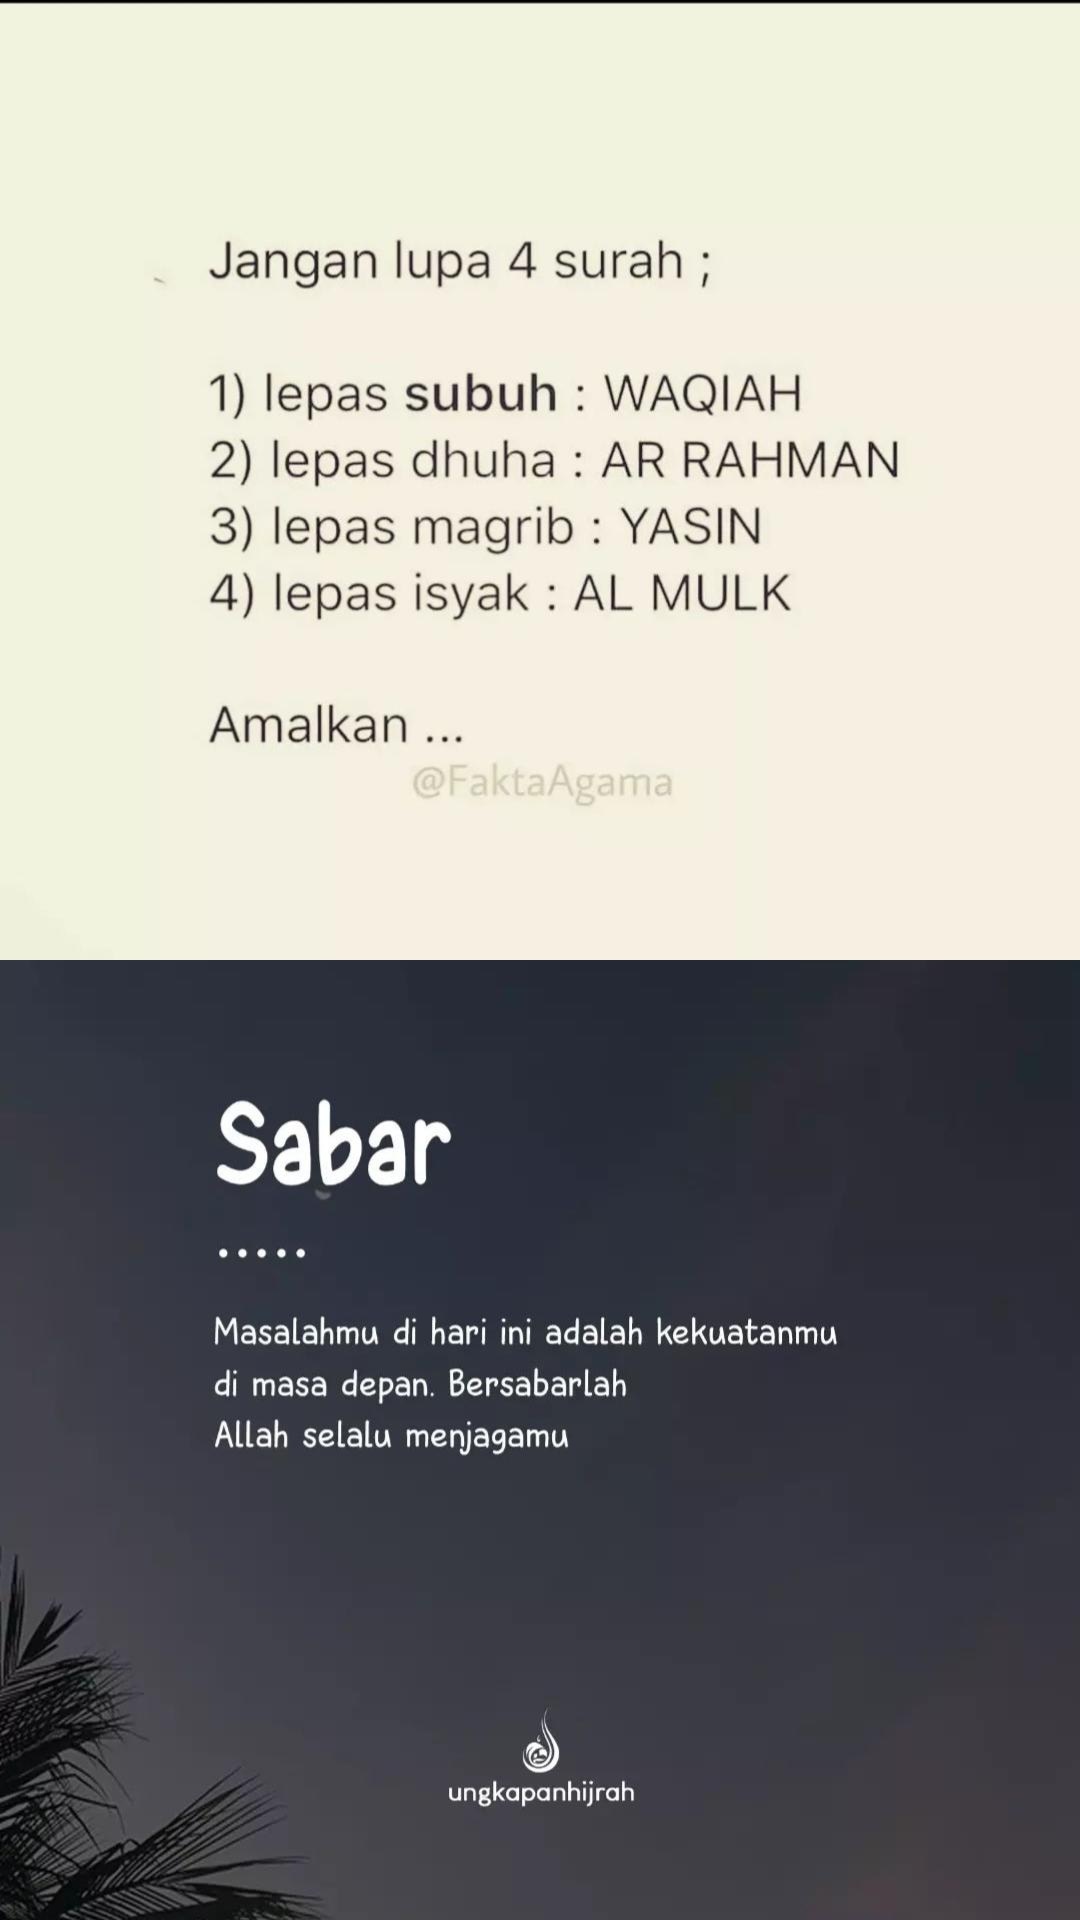 Jangan lupa 4 surah ;
1) lepas subuh : WAQIAH
2) lepas dhuha : AR RAHMAN
3) lepas magrib : YASIN
4) lepas isyak : AL MULK
Amalkan ...
@FaktaAgama
Sabar
.....
Masalahmu di hari ini adalah kekuatanmu
di masa depan. Bersabarlah
Allah selalu menjagamu
ungkapanhijrah